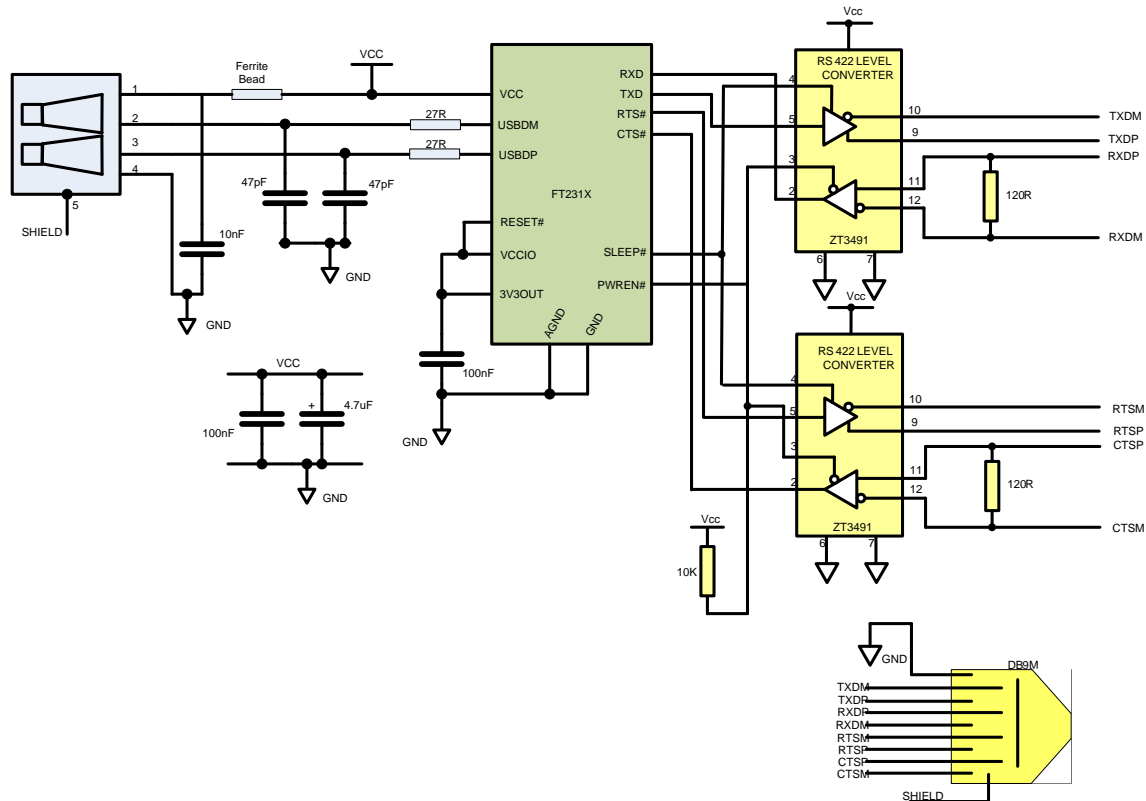 Vcc
RS 422 LEVEL
CONVERTER
Ferrite
Bead
VCC
1
2
3
4
5
SHIELD
27R
27R
47pF
47pF
10nF
GND
GND
VCC
USBDM
USBDP
FT231X
RESET#
VCCIO
3V3OUT
AGND
GND
RXD
TXD
RTS#
CTS#
SLEEP#
PWREN#
100nF
GND
VCC
100nF
+
4.7uF
GND
4
5
3
2
10
9
11
12
ZT3491
6
7
120R
TXDM
TXDP
RXDP
RXDM
Vcc
RS 422 LEVEL
CONVERTER
4
5
3
2
10
9
11
12
ZT3491
6
7
120R
RTSM
RTSP
CTSP
CTSM
Vcc
10K
GND
DB9M
TXDM
TXDP
RXDP
RXDM
RTSM
RTSP
CTSP
CTSM
SHIELD